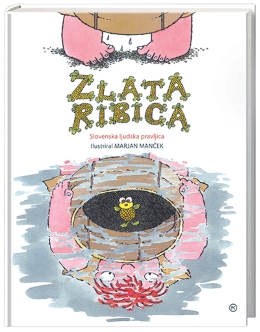 ZLATA
RIBICA
Slovenska ljudska pravljica
Ilustriral MARJAN MANČEK